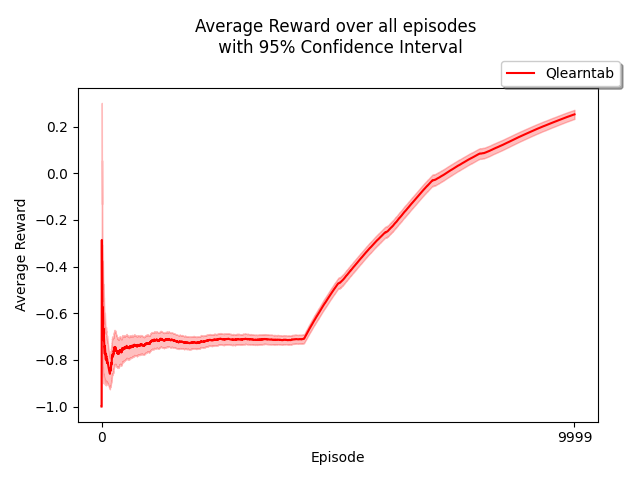 Average Reward over all episodes
with 95% Confidence Interval
Qlearntab
0.2
0.0
−0.2
−0.4
−0.6
−0.8
−1.0
Average Reward
0
9999
Episode